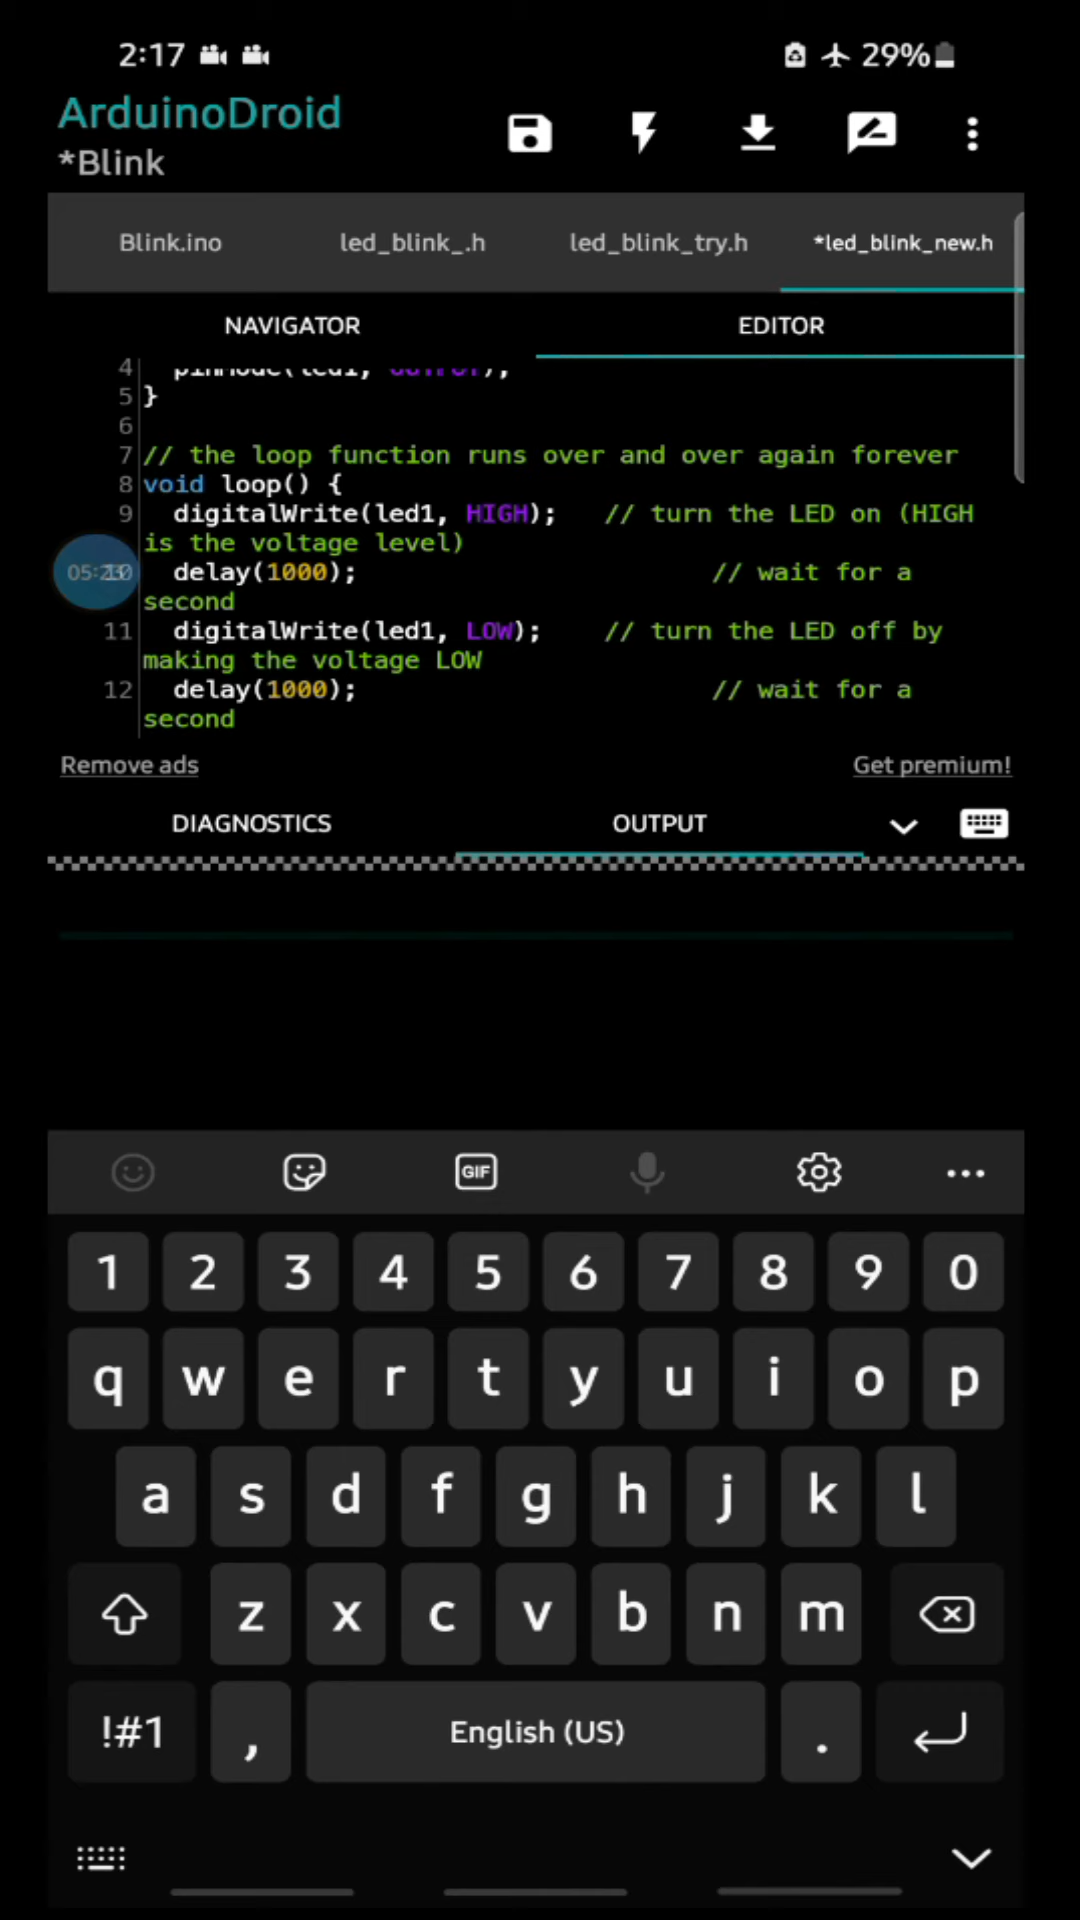 2:17 29%
ArduinoDroid
*Blink
Blink.ino led_blink_.h led_blink_try.h *led_blink_new.h
NAVIGATOR EDITOR
4 pinMode(led1, OUTPUT);
5 }
6
7 // the loop function runs over and over again forever
8 void loop() {
9 digitalWrite(led1, HIGH); // turn the LED on (HIGH
is the voltage level)
10 delay(1000); // wait for a
second
11 digitalWrite(led1, LOW); // turn the LED off by
making the voltage LOW
12 delay(1000); // wait for a
second
Remove ads Get premium!
DIAGNOSTICS OUTPUT
GIF
1 2 3 4 5 6 7 8 9 0
q w e r t y u i o p
a s d f g h j k l
z x c v b n m
!#1 , English (US) .